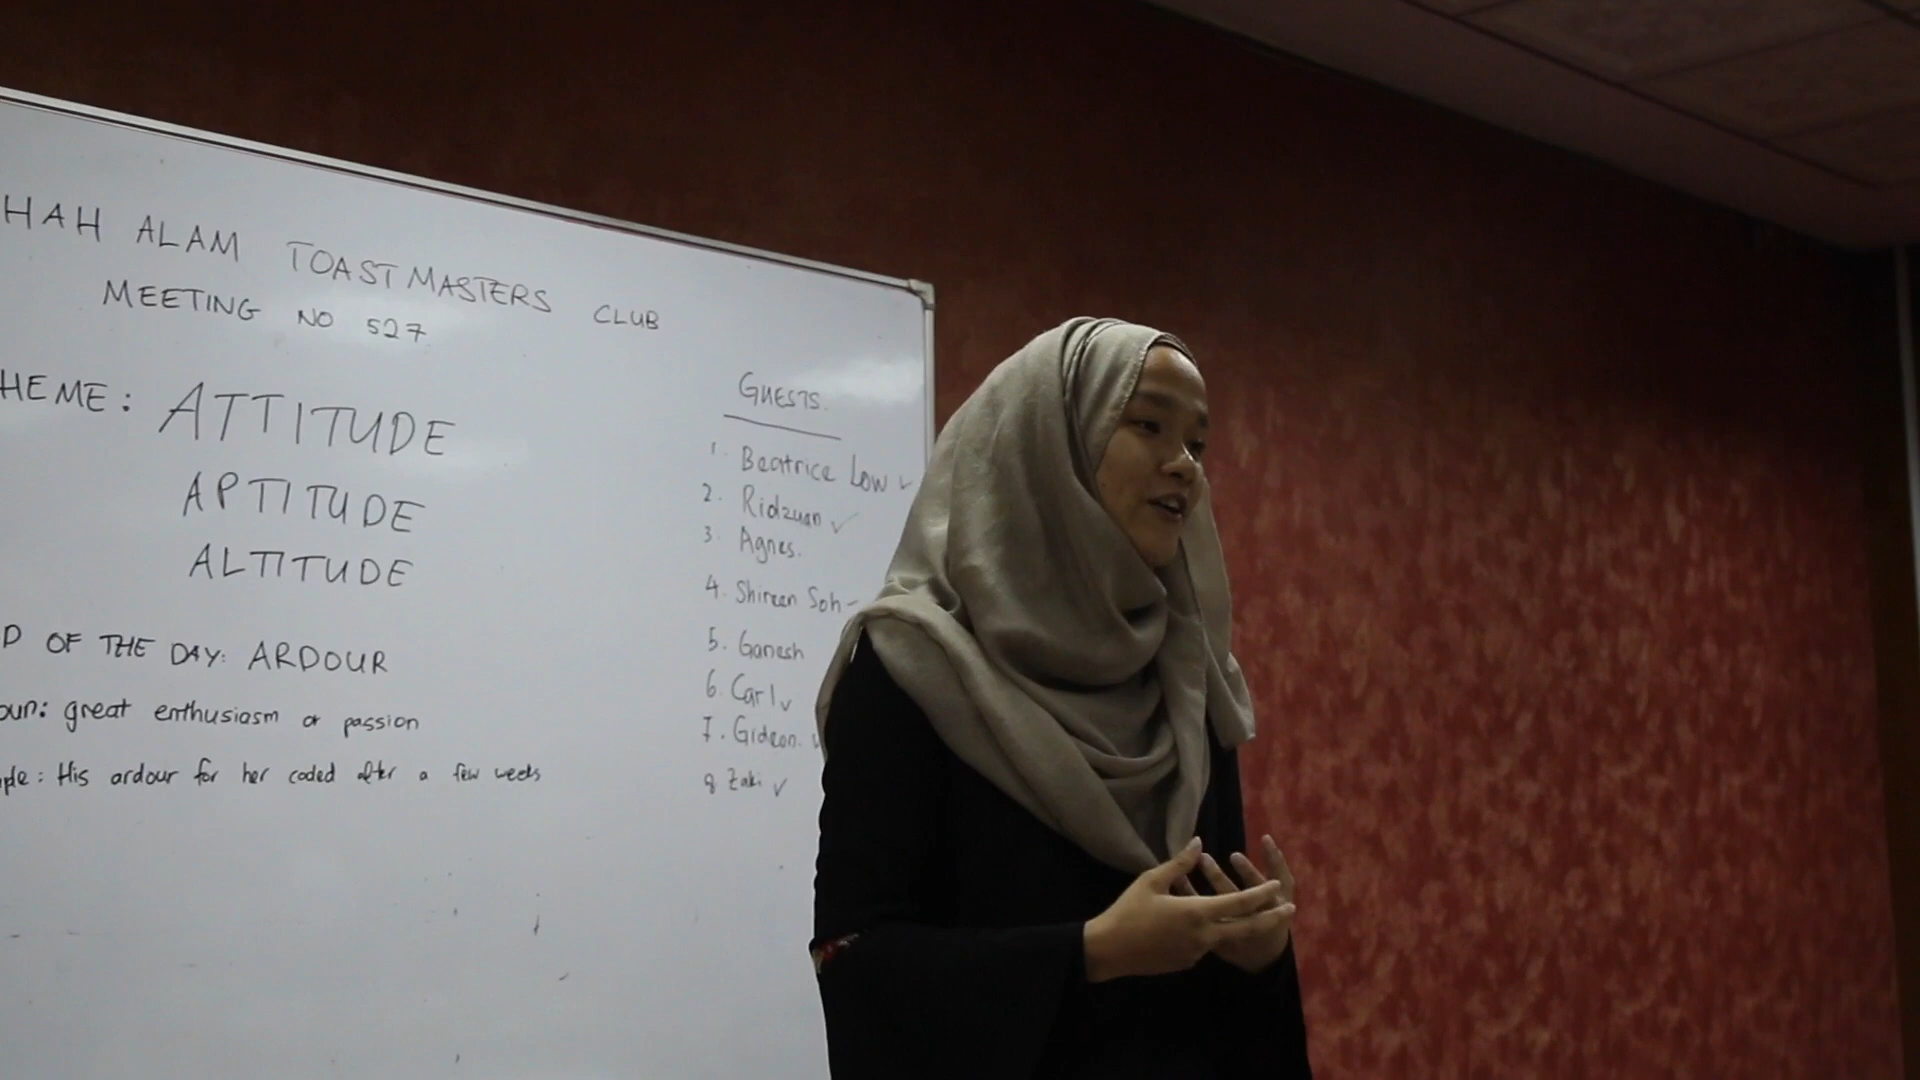 HAH ALAM TOASTMASTERS CLUB
MEETING NO 527
HEME: ATTITUDE
APTITUDE
ALTITUDE
D OF THE DAY: ARDOUR
oun: great enthusiasm or passion
ple: His ardour for her coded after a few weeks
GUESTS.
1. Beatrice Low ✓
2. Ridzuan ✓
3. Agnes.
4. Shireen Soh -
5. Ganesh
6. Carl ✓
7. Gideon. ✓
8 Zaki ✓